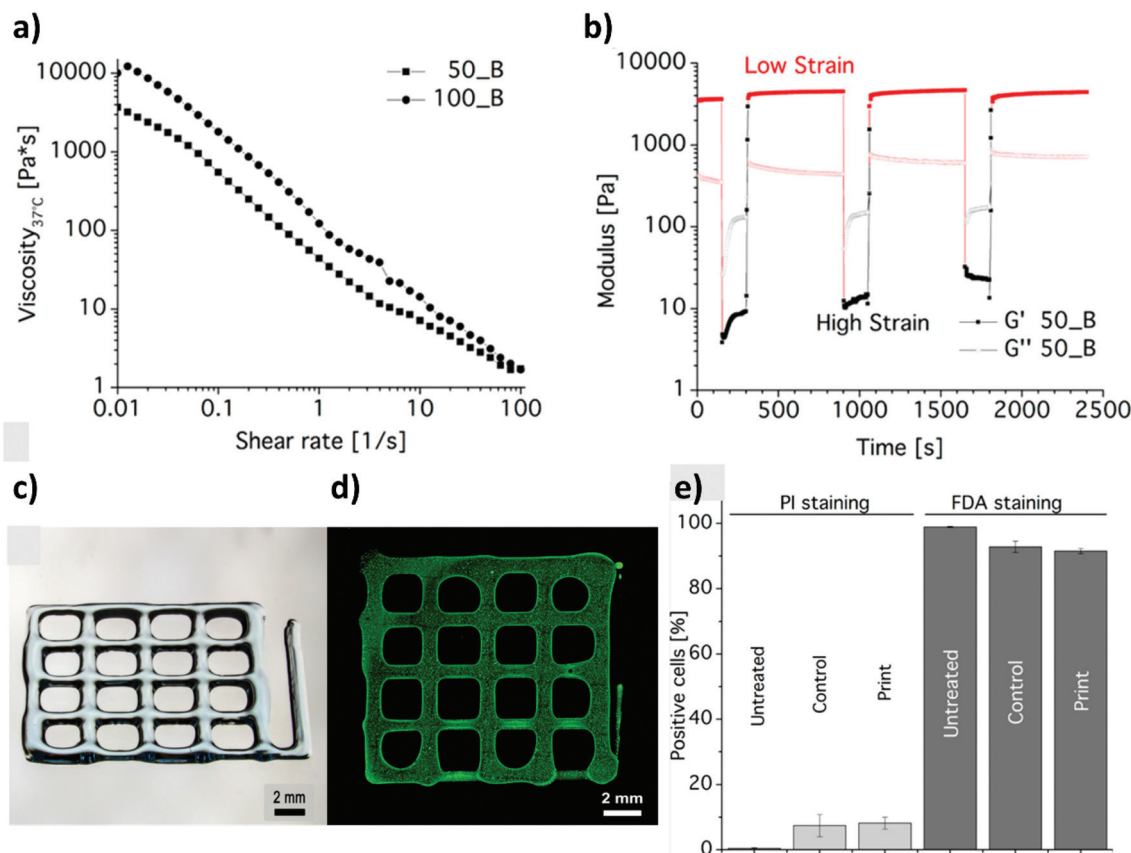 a)
Viscosity37°C [Pa*s]
10000
1000
100
10
1
0.01
0.1
1
10
100
Shear rate [1/s]
50_B
100_B
b)
Modulus [Pa]
10000
1000
100
10
1
0
500
1000
1500
2000
2500
Time [s]
Low Strain
High Strain
G' 50_B
G'' 50_B
c)
2 mm
d)
2 mm
e)
Positive cells [%]
100
80
60
40
20
0
PI staining
FDA staining
Untreated
Control
Print
Untreated
Control
Print